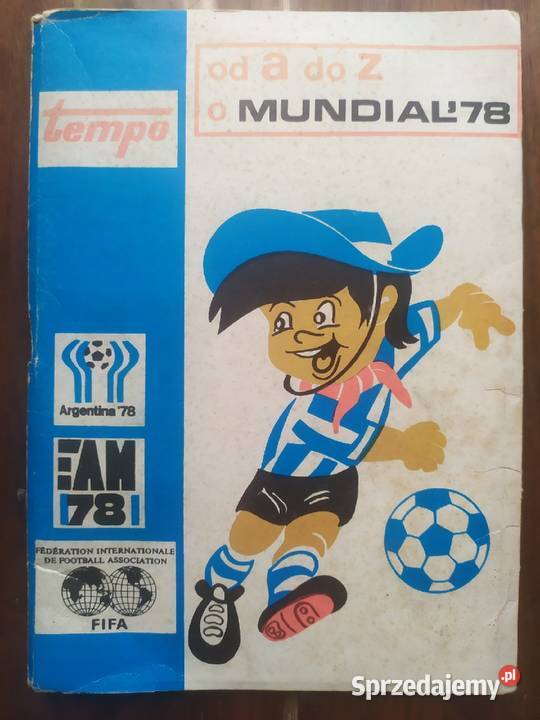 od a do z
o MUNDIAL'78
tempo
Argentina '78
EAM
78
FÉDÉRATION INTERNATIONALE
DE FOOTBALL ASSOCIATION
FIFA
Sprzedajemy.pl